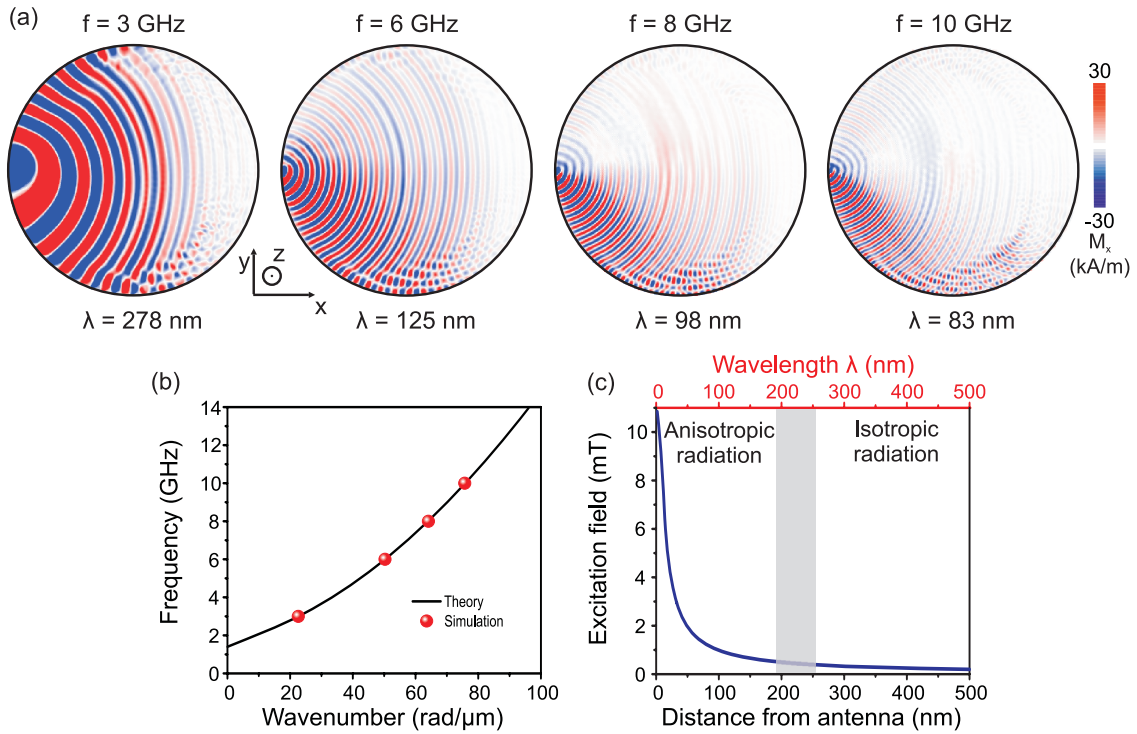 (a)
f = 3 GHz
f = 6 GHz
f = 8 GHz
f = 10 GHz
30
-30
Mₓ
(kA/m)
y
z
x
λ = 278 nm
λ = 125 nm
λ = 98 nm
λ = 83 nm
(b)
14
12
10
8
6
4
2
0
Frequency (GHz)
Theory
Simulation
0 20 40 60 80 100
Wavenumber (rad/μm)
(c)
Wavelength λ (nm)
0 100 200 300 400 500
10
8
6
4
2
0
Excitation field (mT)
Anisotropic
radiation
Isotropic
radiation
0 100 200 300 400 500
Distance from antenna (nm)